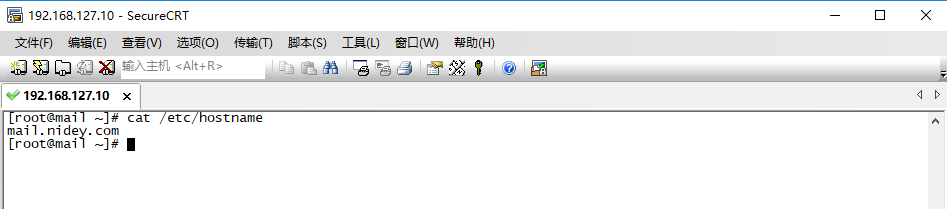 192.168.127.10 - SecureCRT
文件(F) 编辑(E) 查看(V) 选项(O) 传输(T) 脚本(S) 工具(L) 窗口(W) 帮助(H)
输入主机 <Alt+R>
192.168.127.10
[root@mail ~]# cat /etc/hostname
mail.nidey.com
[root@mail ~]#